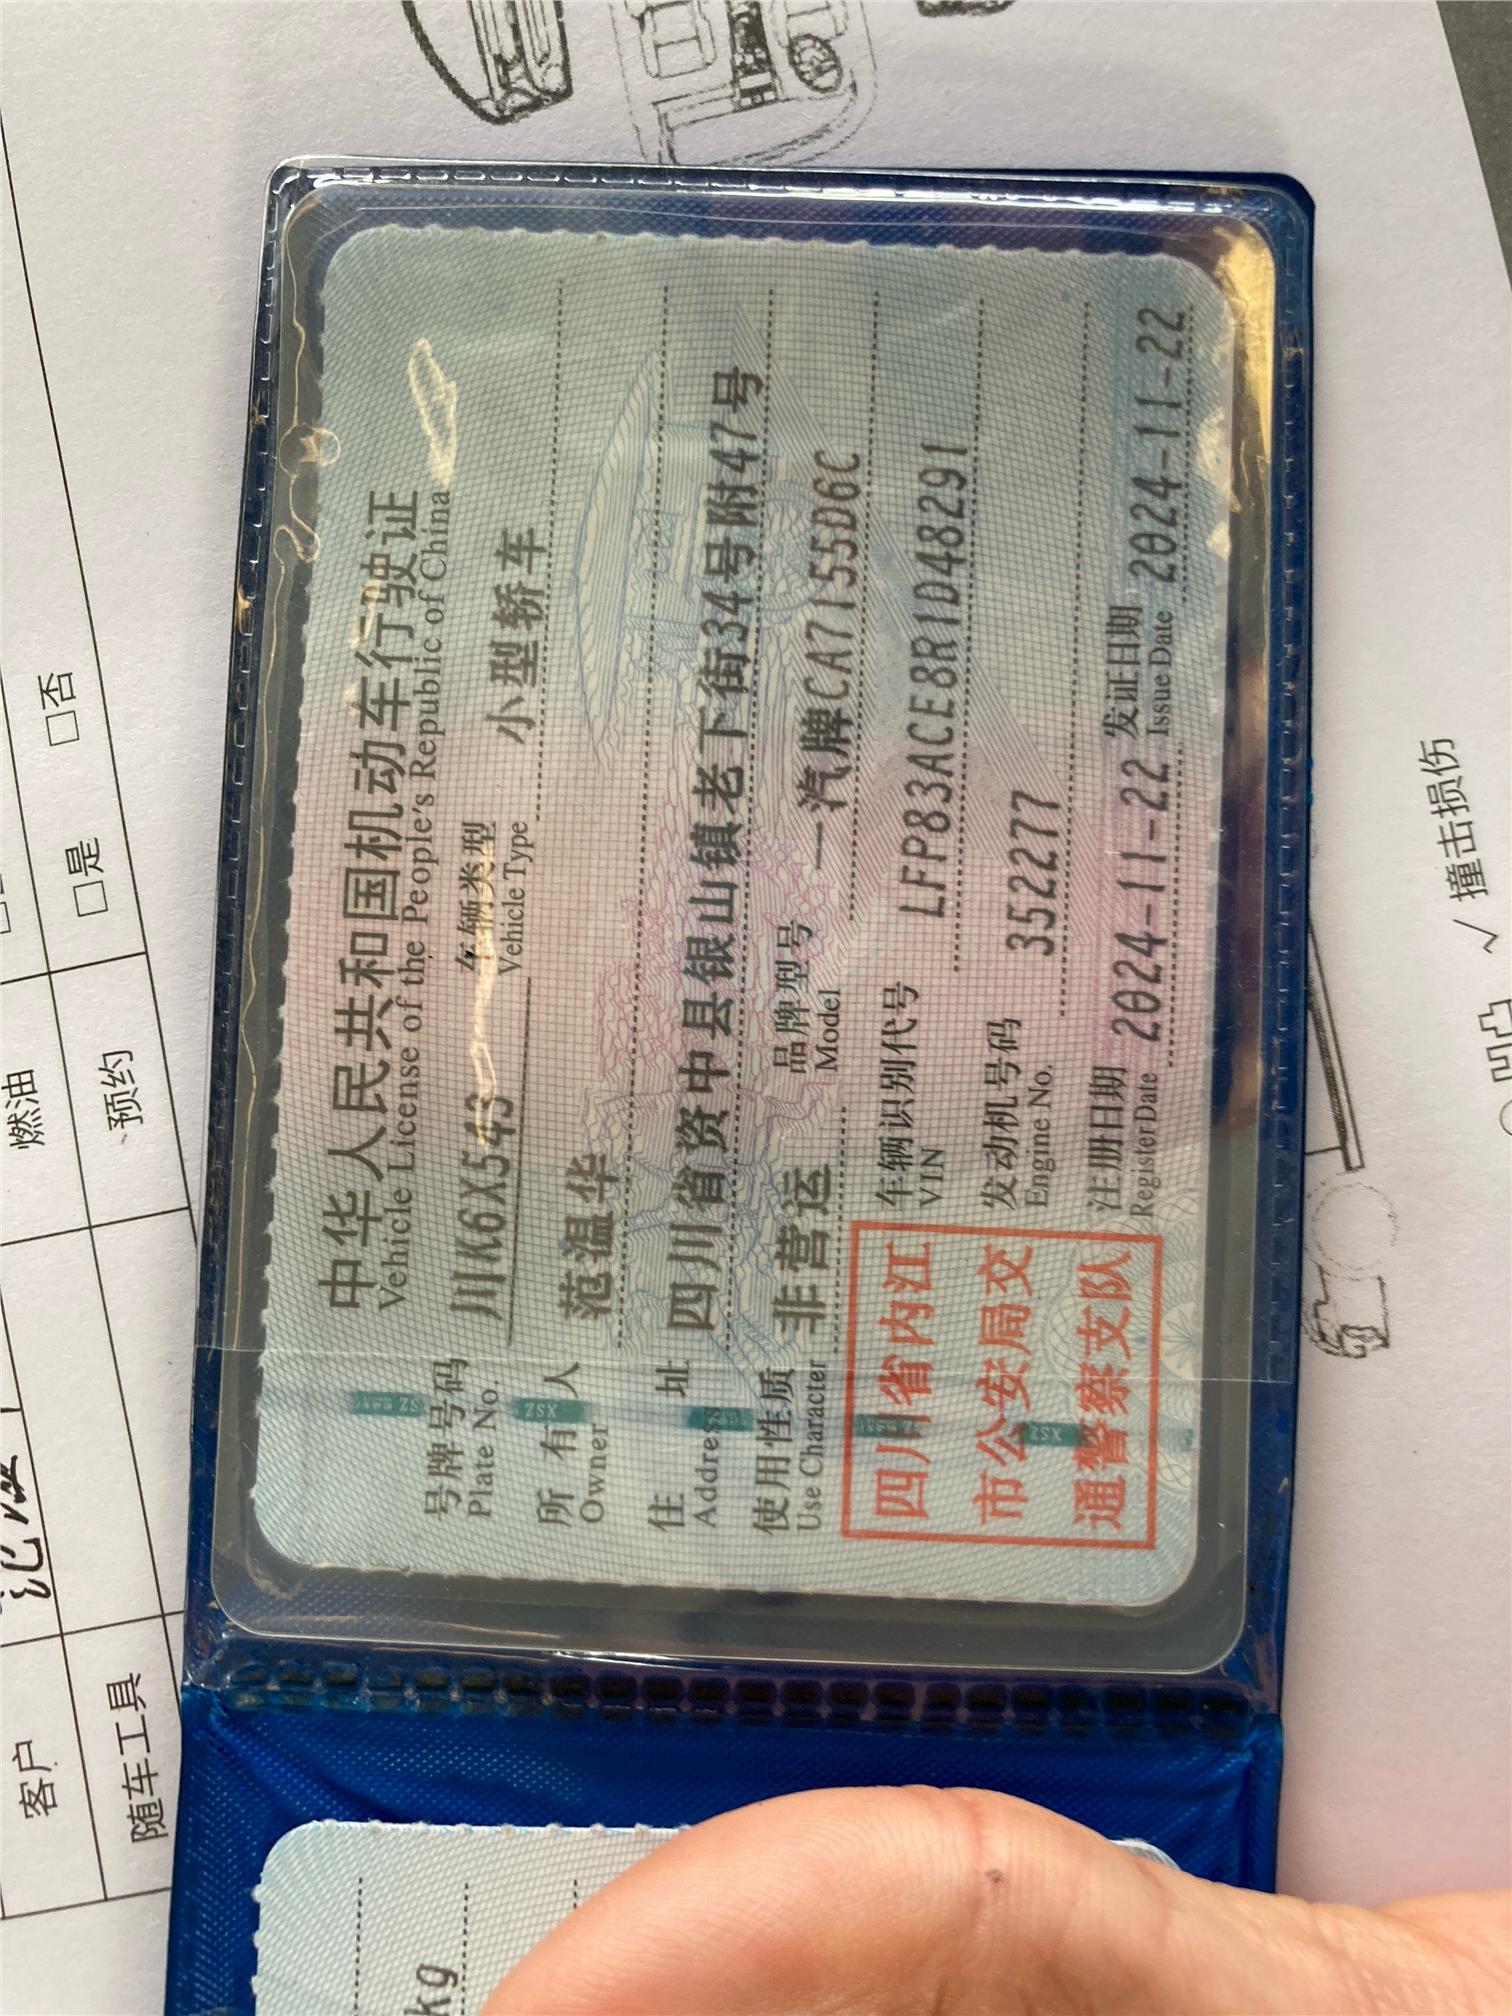 中华人民共和国机动车行驶证
Vehicle License of the People's Republic of China
号牌号码 川K6X543 车辆类型 小型轿车
Plate No. Vehicle Type
所有人 范温华
Owner
住址 四川省资中县银山镇老下街34号附47号
Address
使用性质 非营运 品牌型号 一汽牌CA7155D6C
Use Character Model
四川省内江
市公安局交
通警察支队
车辆识别代号 LFP83ACE8R1D48291
VIN
发动机号码 352277
Engine No.
注册日期 2024-11-22 发证日期 2024-11-22
Register Date Issue Date
kg
客户
燃油
□是 □否
随车工具
预约
√ 撞击损伤
○ 凹凸
XSZ
XSZ